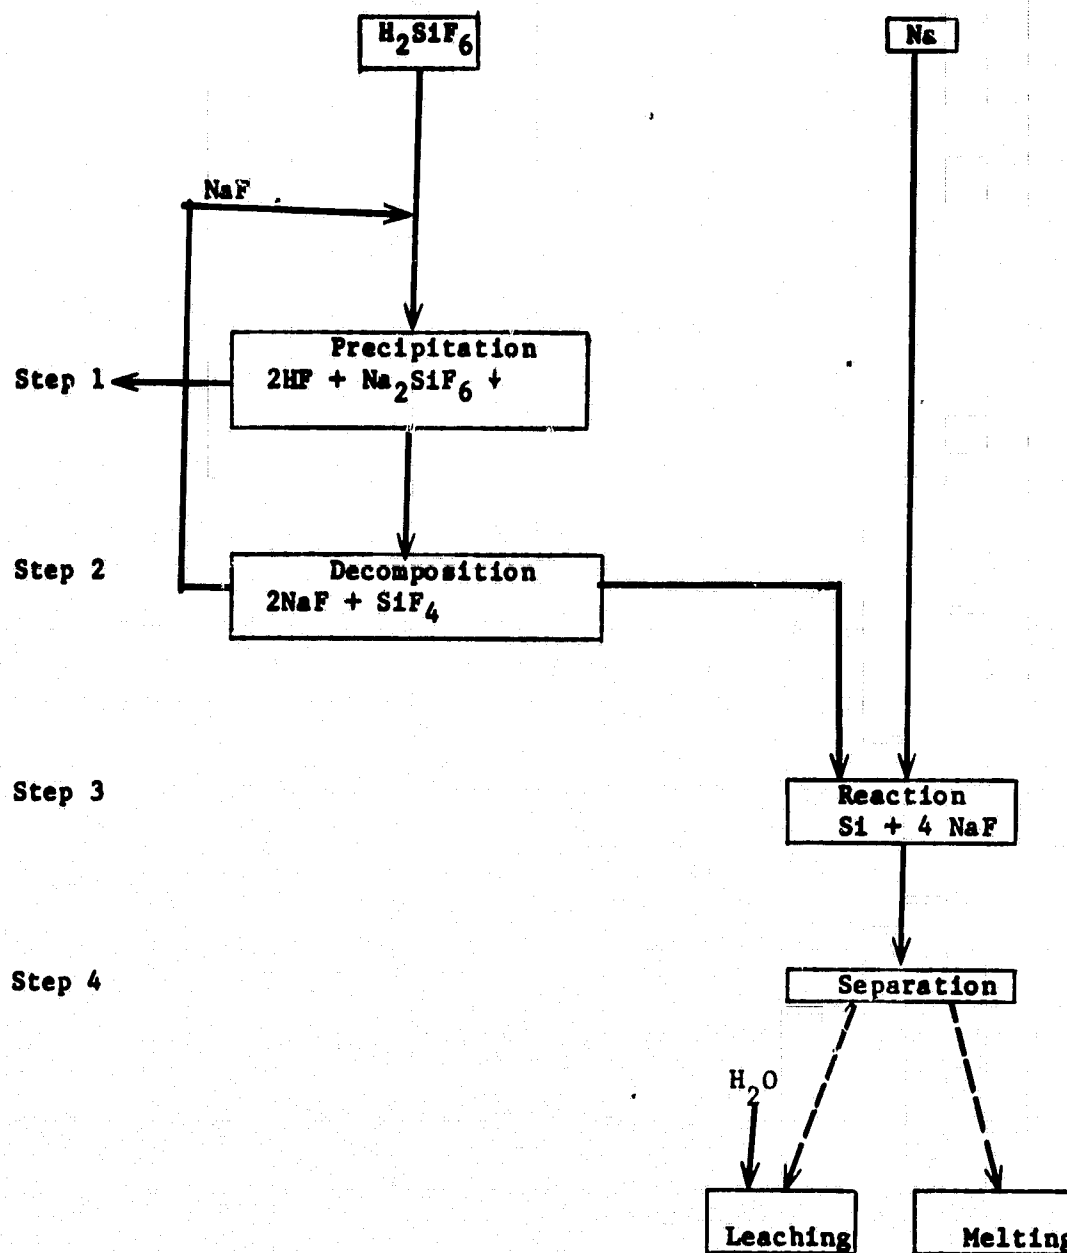 H₂SiF₆
Na
NaF
Precipitation
Step 1
2HF + Na₂SiF₆ ↓
Step 2
Decomposition
2NaF + SiF₄
Step 3
Reaction
Si + 4 NaF
Step 4
Separation
H₂O
Leaching
Melting